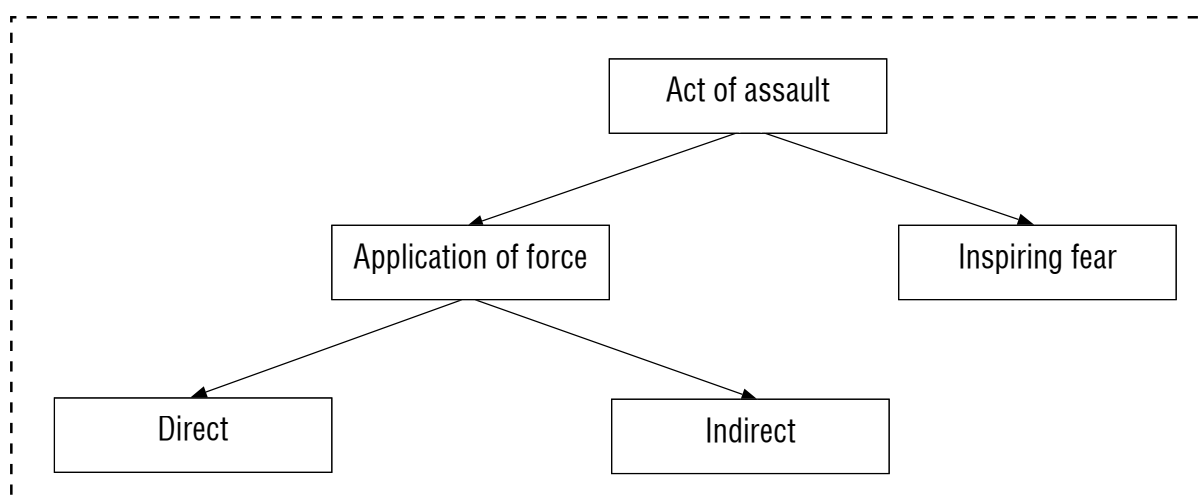 Act of assault
Application of force
Inspiring fear
Direct
Indirect